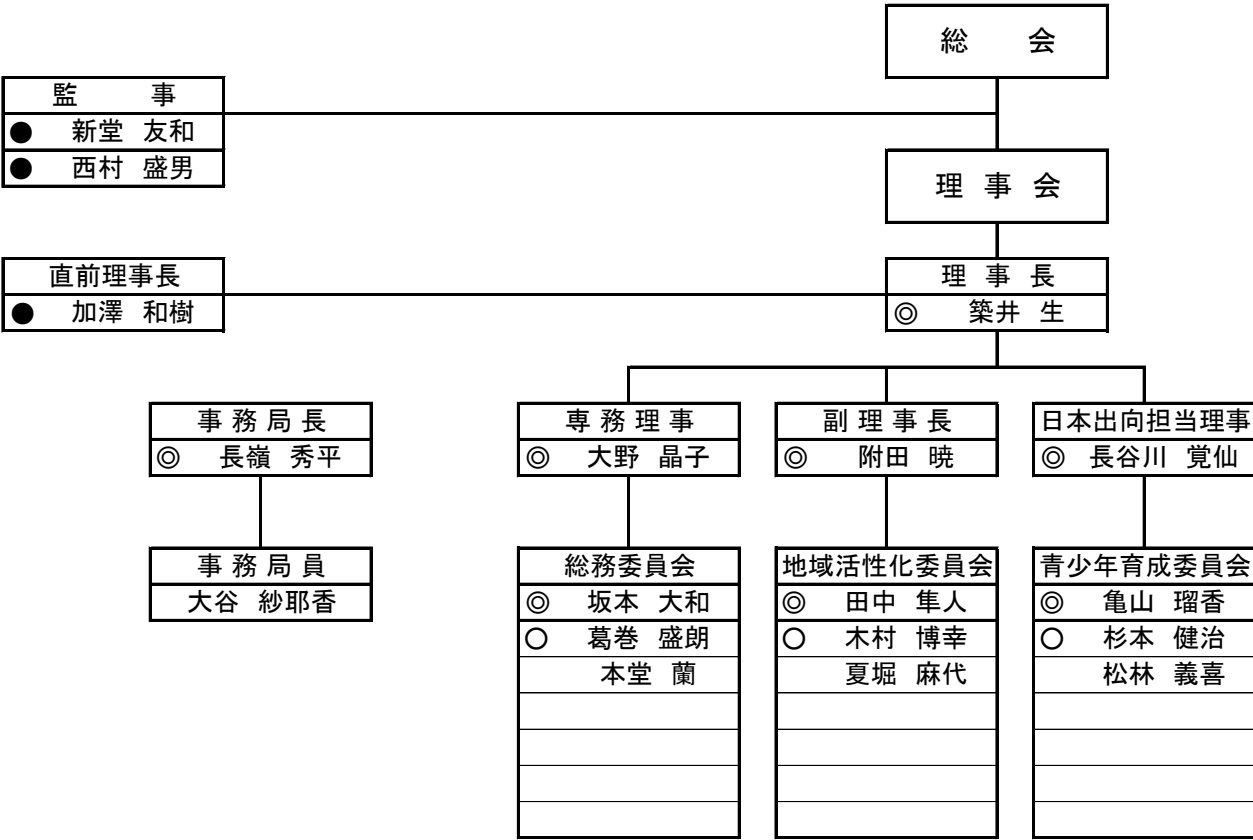 総　　会
監　　　事
● 新堂 友和
● 西村 盛男
理 事 会
直前理事長
● 加澤 和樹
理 事 長
◎ 築井 生
事 務 局 長
◎ 長嶺 秀平
専 務 理 事
◎ 大野 晶子
副 理 事 長
◎ 附田 暁
日本出向担当理事
◎ 長谷川 覚仙
事 務 局 員
大谷 紗耶香
総務委員会
◎ 坂本 大和
○ 葛巻 盛朗
本堂 蘭
地域活性化委員会
◎ 田中 隼人
○ 木村 博幸
夏堀 麻代
青少年育成委員会
◎ 亀山 瑠香
○ 杉本 健治
松林 義喜